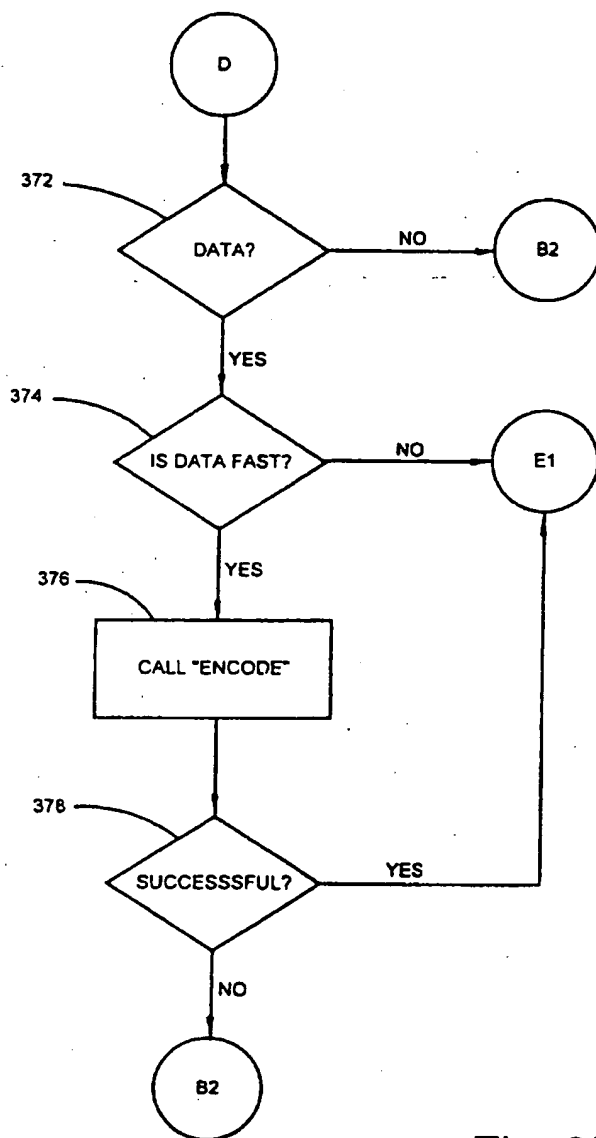 D
372
DATA?
NO
B2
YES
374
IS DATA FAST?
NO
E1
YES
376
CALL "ENCODE"
378
SUCCESSSFUL?
YES
NO
B2